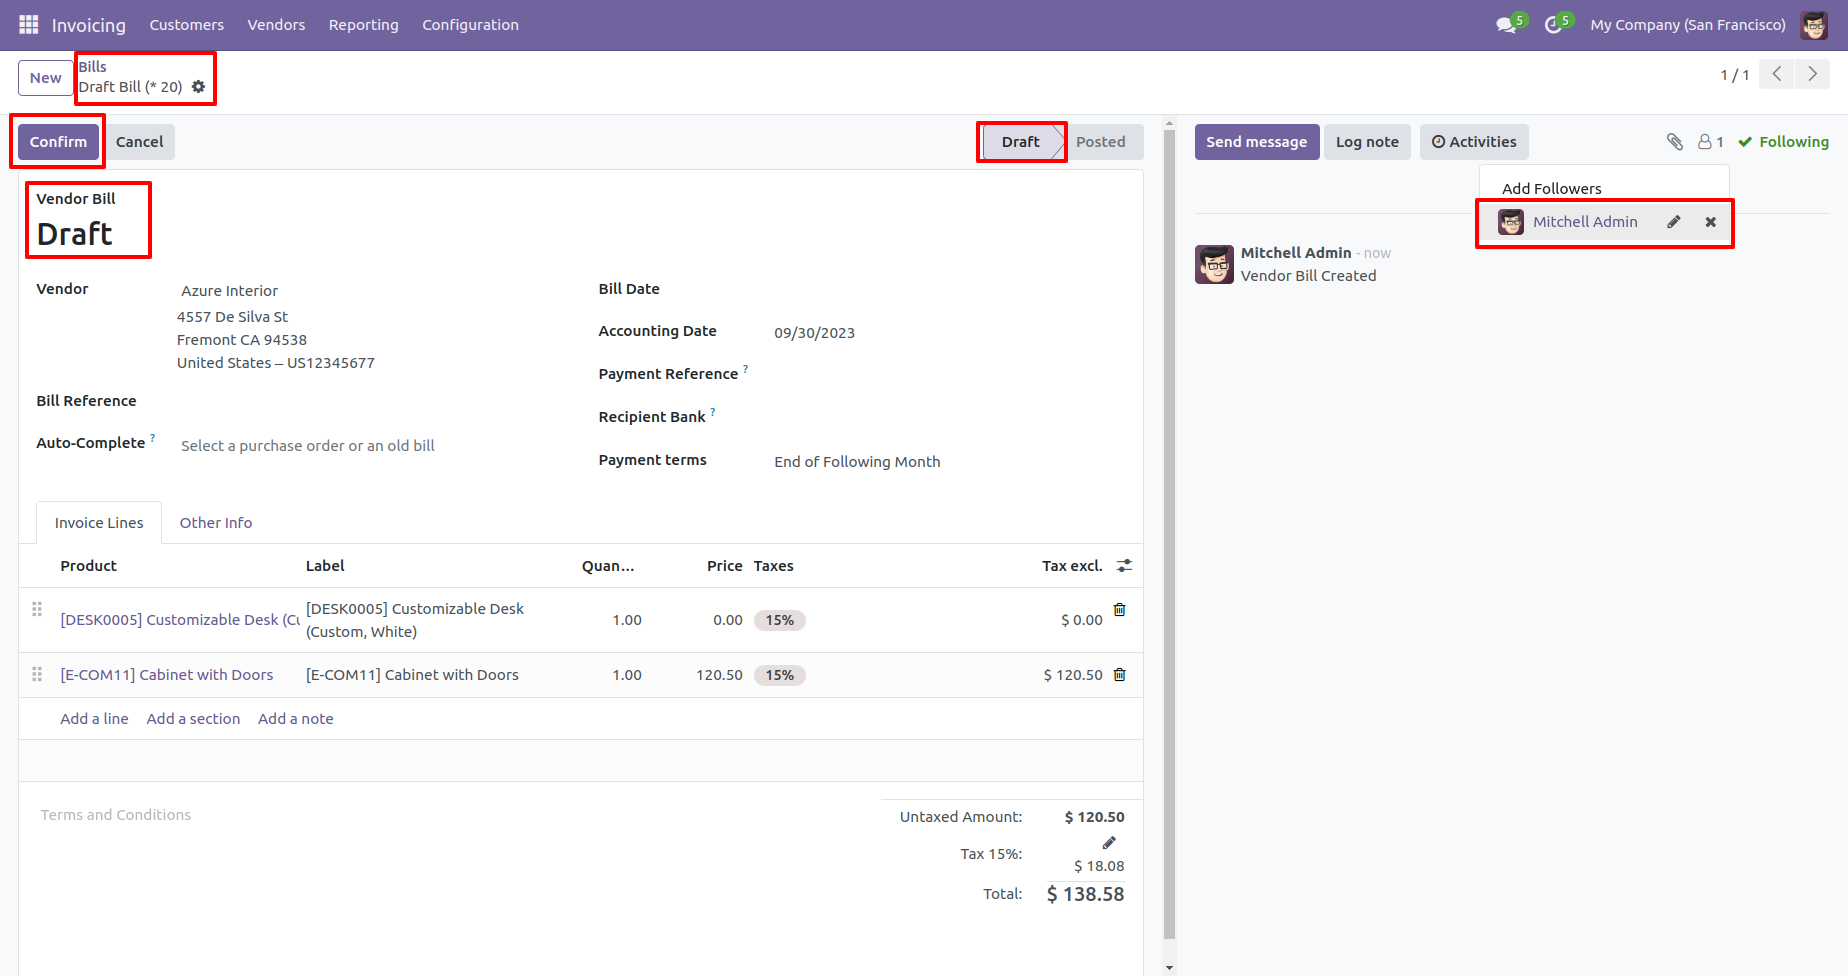 Invoicing Customers Vendors Reporting Configuration 5 5 My Company (San Francisco)
New
Bills
Draft Bill (* 20)
1 / 1
Confirm Cancel
Draft Posted
Send message Log note Activities 1 Following
Add Followers
Mitchell Admin
Mitchell Admin - now
Vendor Bill Created
Vendor Bill
Draft
Vendor
Azure Interior
4557 De Silva St
Fremont CA 94538
United States – US12345677
Bill Reference
Auto-Complete ? Select a purchase order or an old bill
Bill Date
Accounting Date 09/30/2023
Payment Reference ?
Recipient Bank ?
Payment terms End of Following Month
Invoice Lines Other Info
Product Label Quan... Price Taxes Tax excl.
[DESK0005] Customizable Desk (Cu [DESK0005] Customizable Desk
(Custom, White) 1.00 0.00 15% $ 0.00
[E-COM11] Cabinet with Doors [E-COM11] Cabinet with Doors 1.00 120.50 15% $ 120.50
Add a line Add a section Add a note
Terms and Conditions
Untaxed Amount: $ 120.50
Tax 15%: $ 18.08
Total: $ 138.58